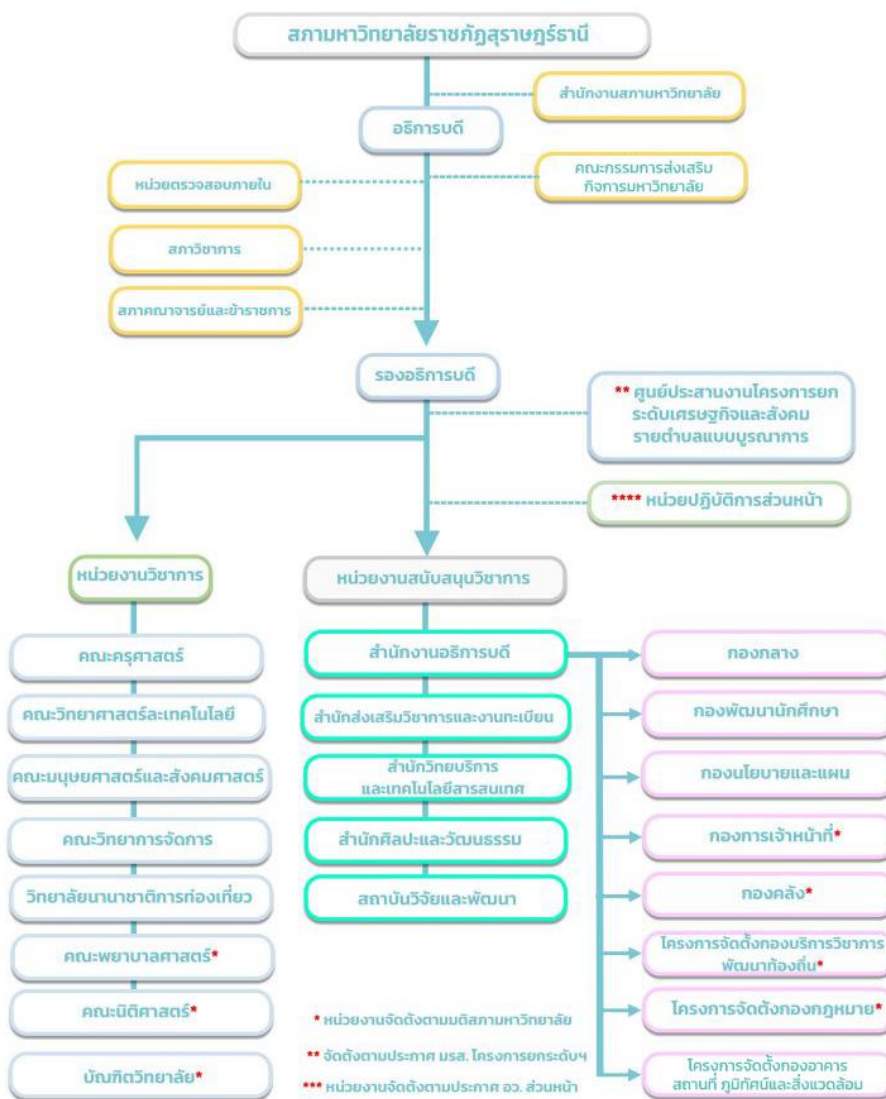 สภามหาวิทยาลัยราชภัฏสุราษฎร์ธานี
สำนักงานสภามหาวิทยาลัย
อธิการบดี
หน่วยตรวจสอบภายใน
คณะกรรมการส่งเสริม
กิจการมหาวิทยาลัย
สภาวิชาการ
สภาคณาจารย์และข้าราชการ
รองอธิการบดี
** ศูนย์ประสานงานโครงการยก
ระดับเศรษฐกิจและสังคม
รายตำบลแบบบูรณาการ
**** หน่วยปฏิบัติการส่วนหน้า
หน่วยงานวิชาการ
คณะครุศาสตร์
คณะวิทยาศาสตร์ละเทคโนโลยี
คณะมนุษยศาสตร์และสังคมศาสตร์
คณะวิทยาการจัดการ
วิทยาลัยนานาชาติการท่องเที่ยว
คณะพยาบาลศาสตร์*
คณะนิติศาสตร์*
บัณฑิตวิทยาลัย*
หน่วยงานสนับสนุนวิชาการ
สำนักงานอธิการบดี
สำนักส่งเสริมวิชาการและงานทะเบียน
สำนักวิทยบริการ
และเทคโนโลยีสารสนเทศ
สำนักศิลปะและวัฒนธรรม
สถาบันวิจัยและพัฒนา
กองกลาง
กองพัฒนานักศึกษา
กองนโยบายและแผน
กองการเจ้าหน้าที่*
กองคลัง*
โครงการจัดตั้งกองบริการวิชาการ
พัฒนาท้องถิ่น*
โครงการจัดตั้งกองกฎหมาย*
โครงการจัดตั้งกองอาคาร
สถานที่ ภูมิทัศน์และสิ่งแวดล้อม
* หน่วยงานจัดตั้งตามมติสภามหาวิทยาลัย
** จัดตั้งตามประกาศ มรส. โครงการยกระดับฯ
*** หน่วยงานจัดตั้งตามประกาศ อว. ส่วนหน้า